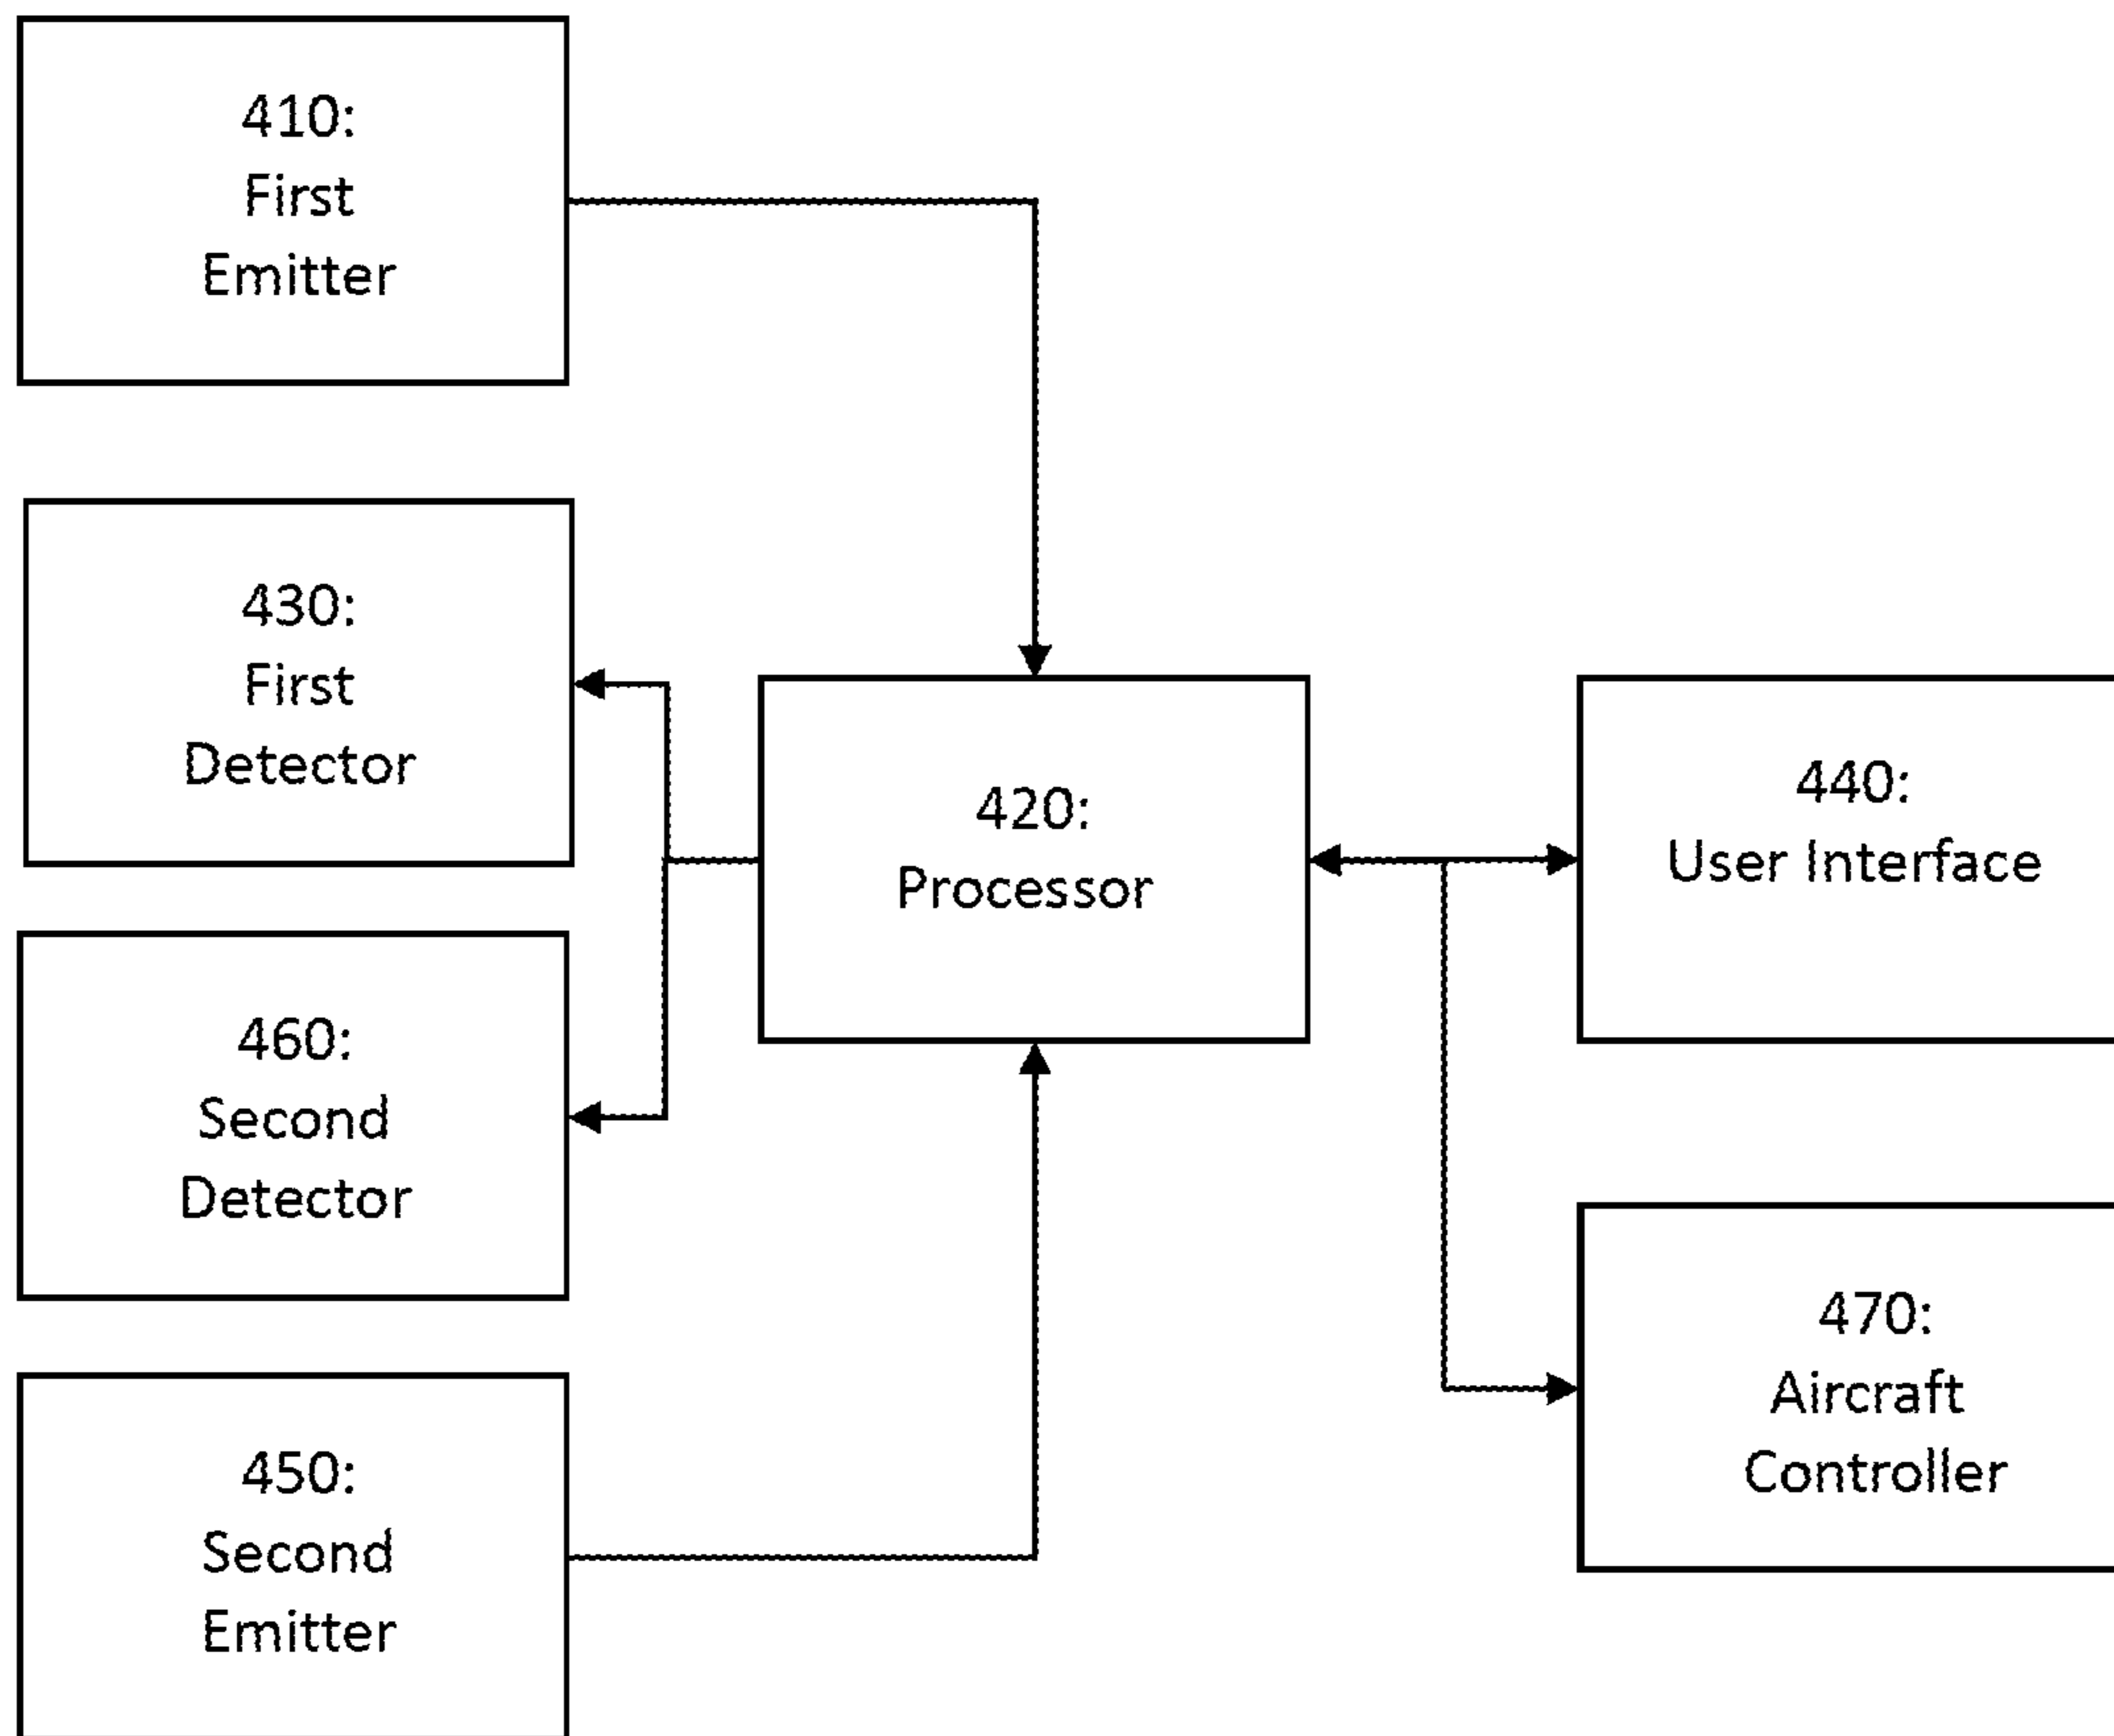 410:
First
Emitter
430:
First
Detector
460:
Second
Detector
450:
Second
Emitter
420:
Processor
440:
User Interface
470:
Aircraft
Controller